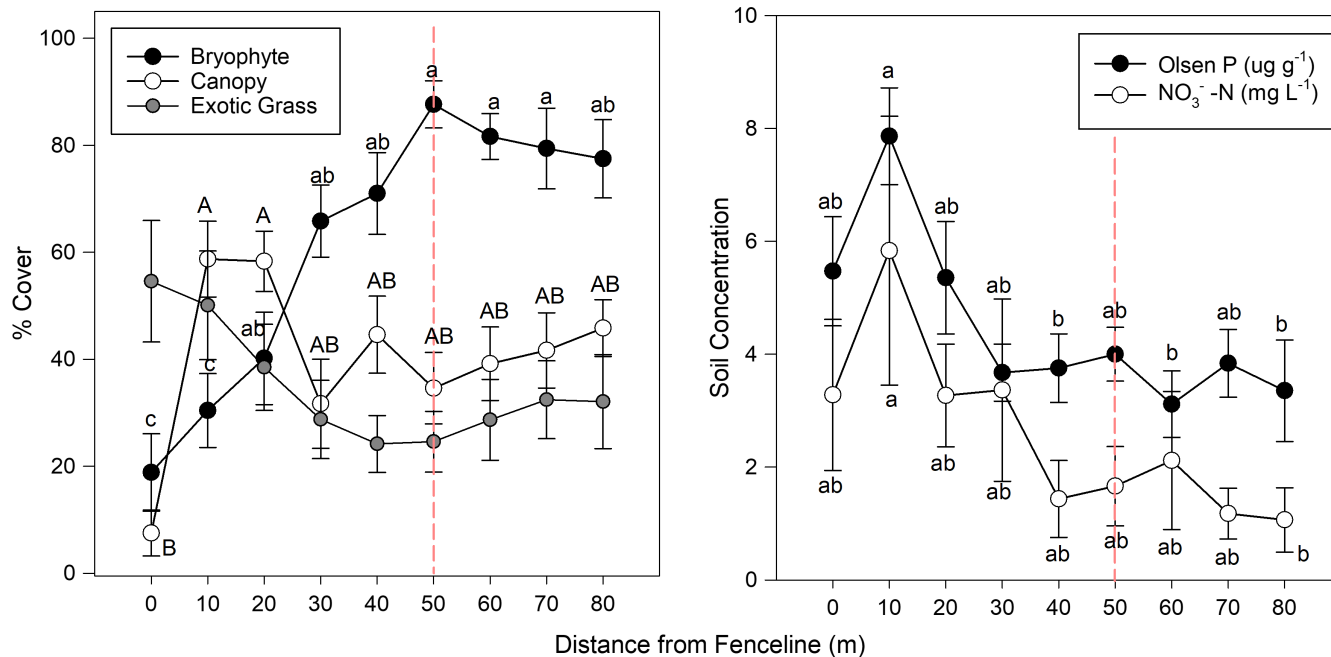 % Cover
100
80
60
40
20
0
Bryophyte
Canopy
Exotic Grass
c
c
ab
ab
ab
a
a
a
ab
B
A
A
AB
AB
AB
AB
AB
AB
0 10 20 30 40 50 60 70 80
Soil Concentration
10
8
6
4
2
0
Olsen P (ug g⁻¹)
NO₃⁻ -N (mg L⁻¹)
ab
a
ab
ab
b
ab
b
ab
b
ab
a
ab
ab
ab
ab
ab
ab
b
0 10 20 30 40 50 60 70 80
Distance from Fenceline (m)